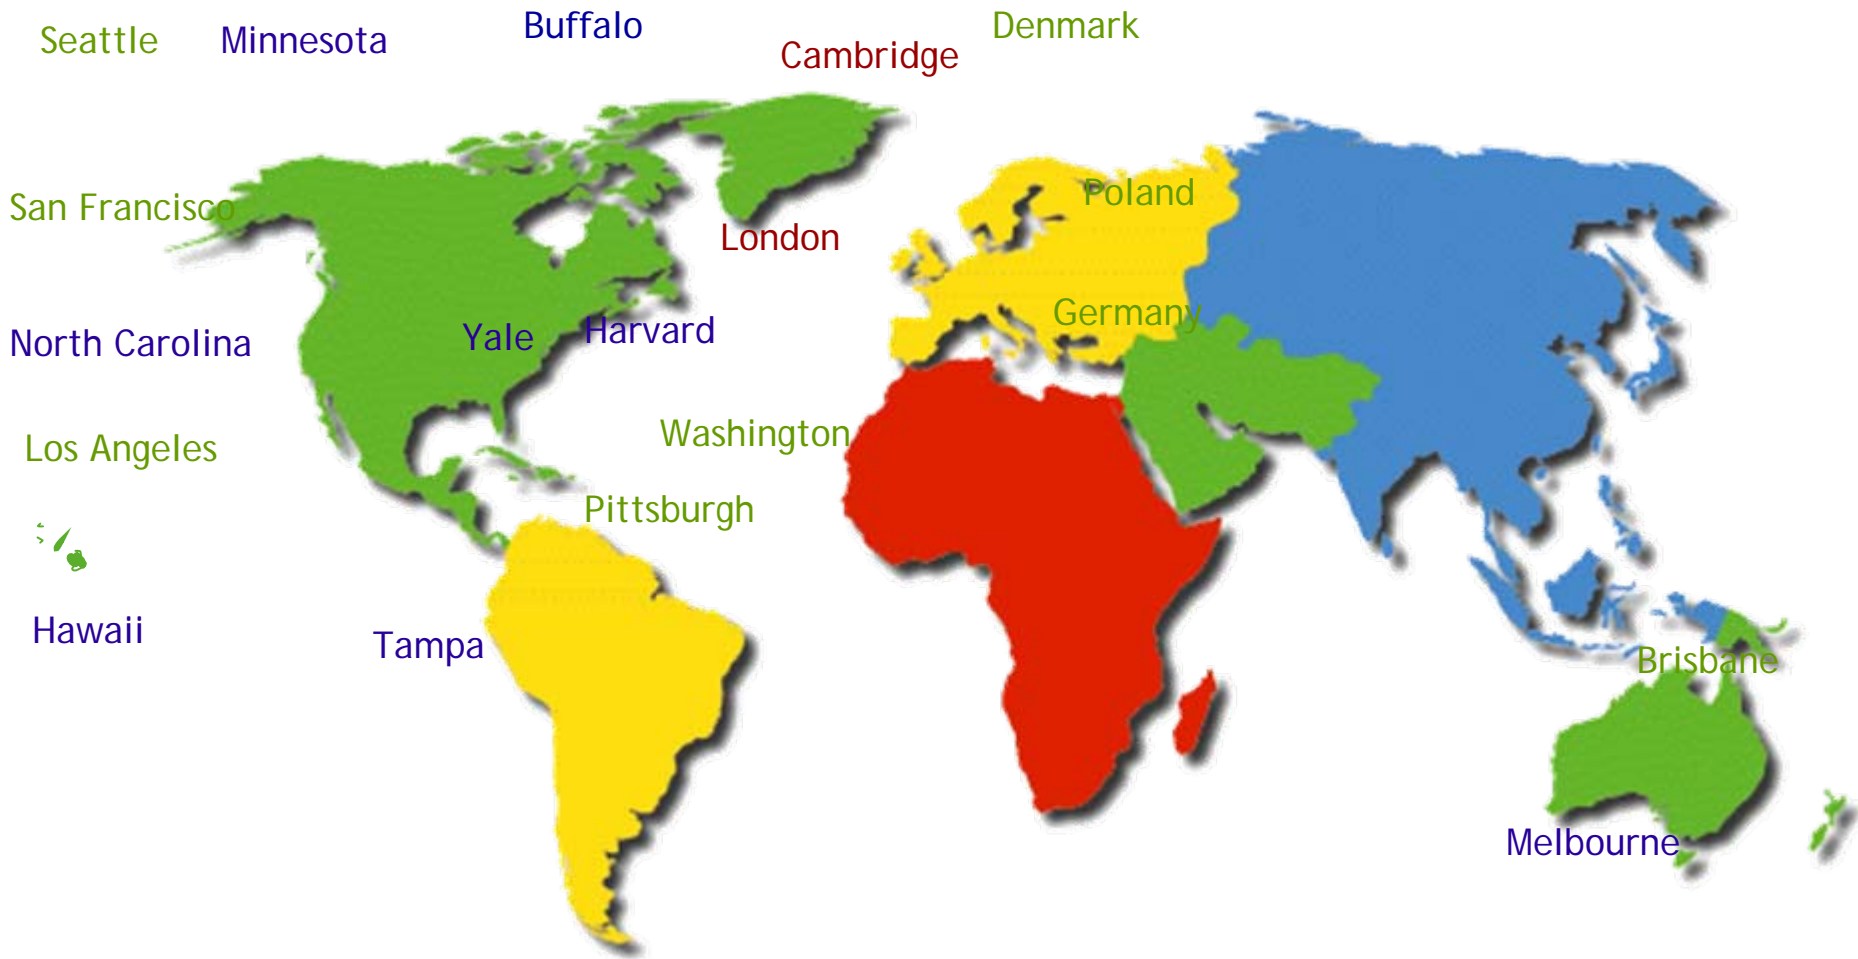 Seattle
Minnesota
Buffalo
Cambridge
Denmark
San Francisco
London
Poland
North Carolina
Yale
Harvard
Germany
Los Angeles
Washington
Pittsburgh
Hawaii
Tampa
Brisbane
Melbourne